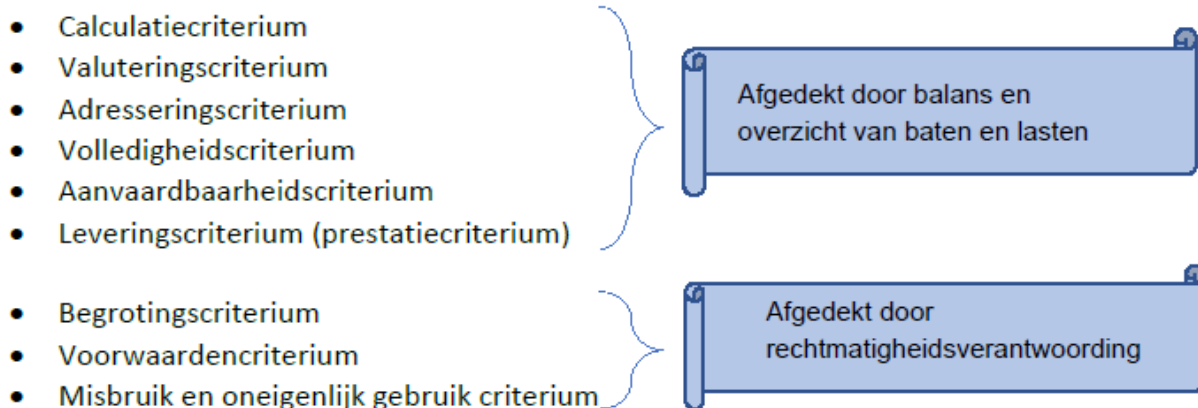 • Calculatiecriterium
• Valuteringscriterium
• Adresseringscriterium
• Volledigheidscriterium
• Aanvaardbaarheidscriterium
• Leveringscriterium (prestatiecriterium)
Afgedekt door balans en
overzicht van baten en lasten
• Begrotingscriterium
• Voorwaardencriterium
• Misbruik en oneigenlijk gebruik criterium
Afgedekt door
rechtmatigheidsverantwoording